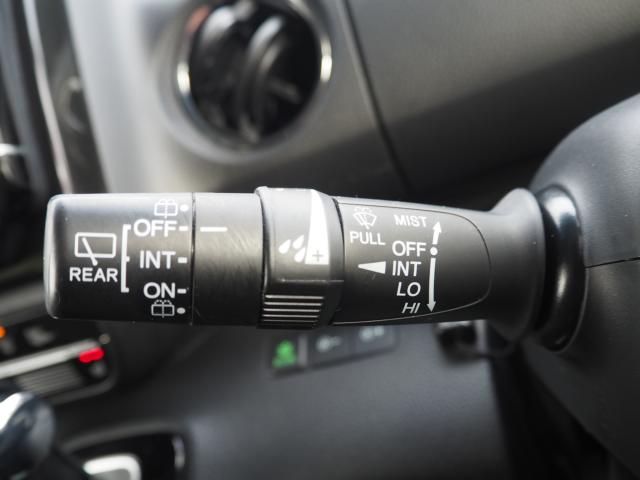 OFF
INT
ON
REAR
+
PULL
MIST
OFF
INT
LO
HI